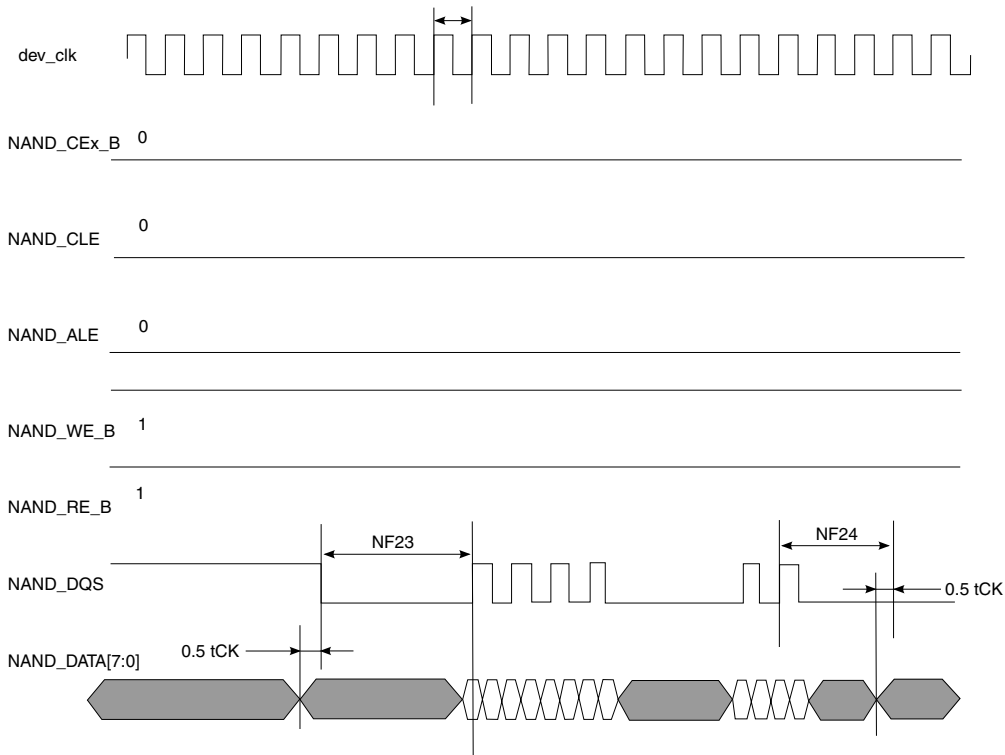 dev_clk
NAND_CEx_B 0
NAND_CLE 0
NAND_ALE 0
NAND_WE_B 1
NAND_RE_B 1
NF23
NF24
NAND_DQS
0.5 tCK
NAND_DATA[7:0]
0.5 tCK